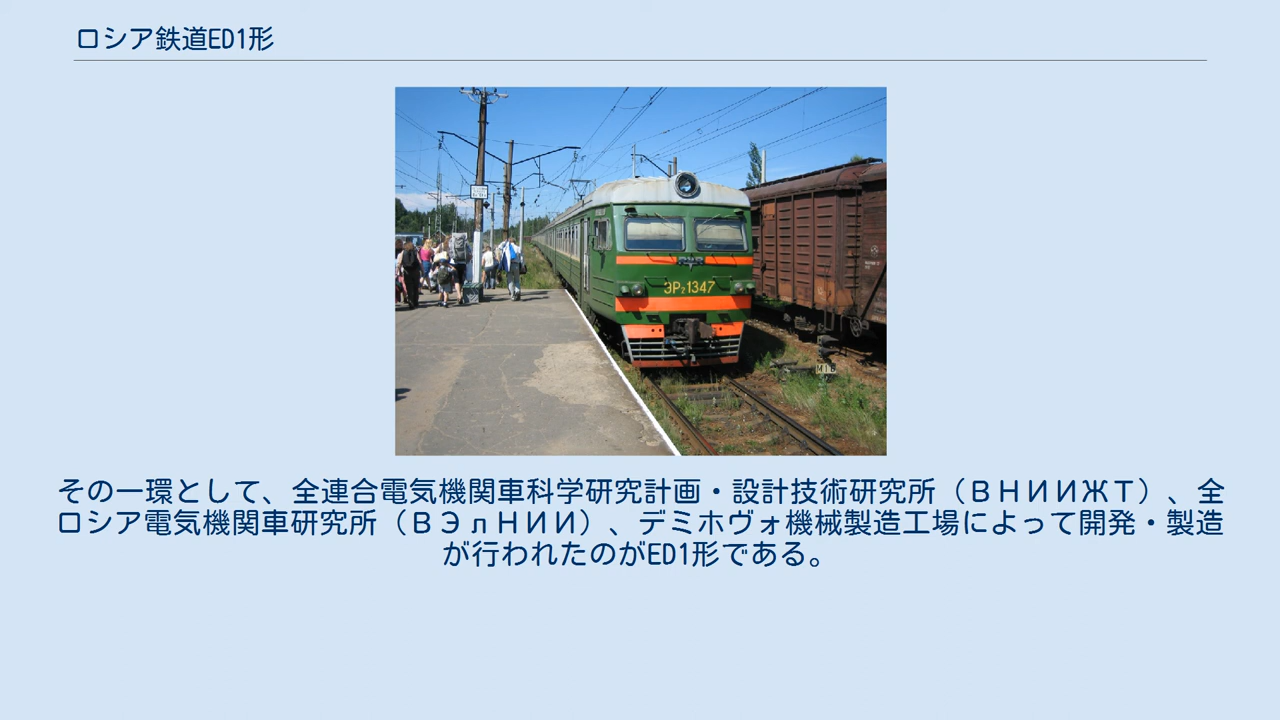 ロシア鉄道ED1形
ЭР2 1347
その一環として、全連合電気機関車科学研究計画・設計技術研究所（ВНИИЖТ）、全
ロシア電気機関車研究所（ВЭлНИИ）、デミホヴォ機械製造工場によって開発・製造
が行われたのがED1形である。